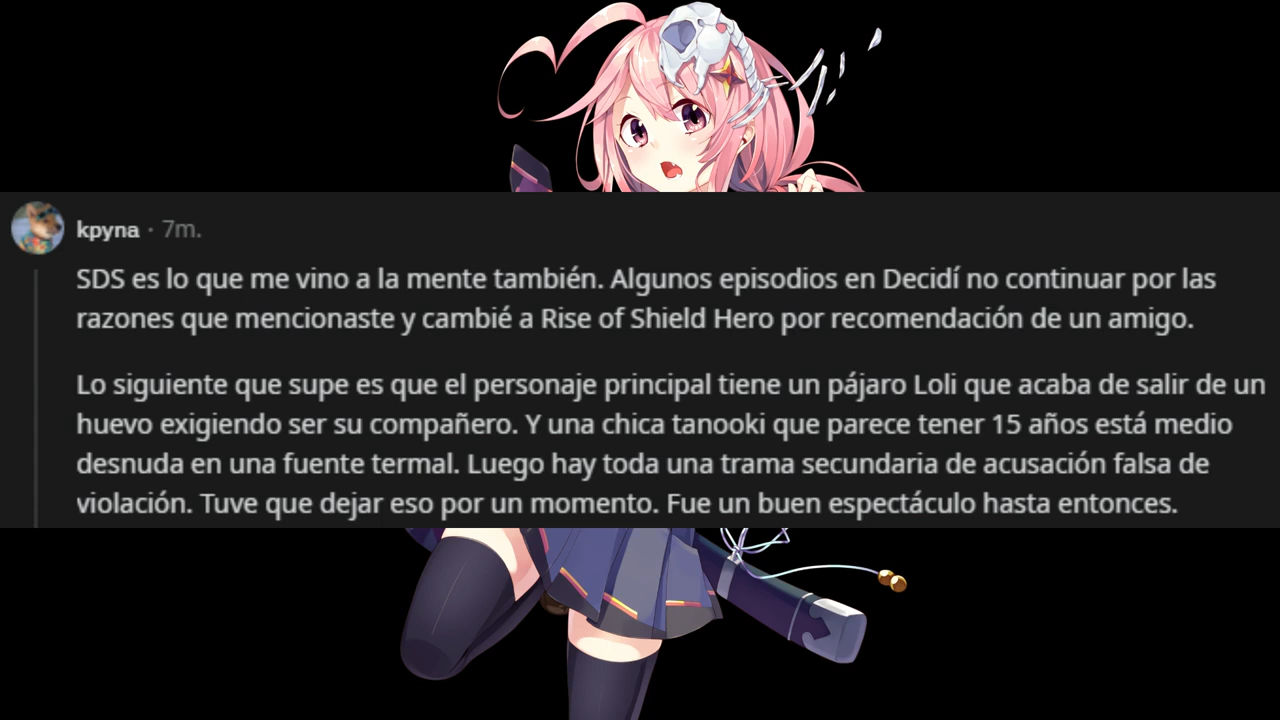 kpyna · 7m.
SDS es lo que me vino a la mente también. Algunos episodios en Decidí no continuar por las
razones que mencionaste y cambié a Rise of Shield Hero por recomendación de un amigo.
Lo siguiente que supe es que el personaje principal tiene un pájaro Loli que acaba de salir de un
huevo exigiendo ser su compañero. Y una chica tanooki que parece tener 15 años está medio
desnuda en una fuente termal. Luego hay toda una trama secundaria de acusación falsa de
violación. Tuve que dejar eso por un momento. Fue un buen espectáculo hasta entonces.